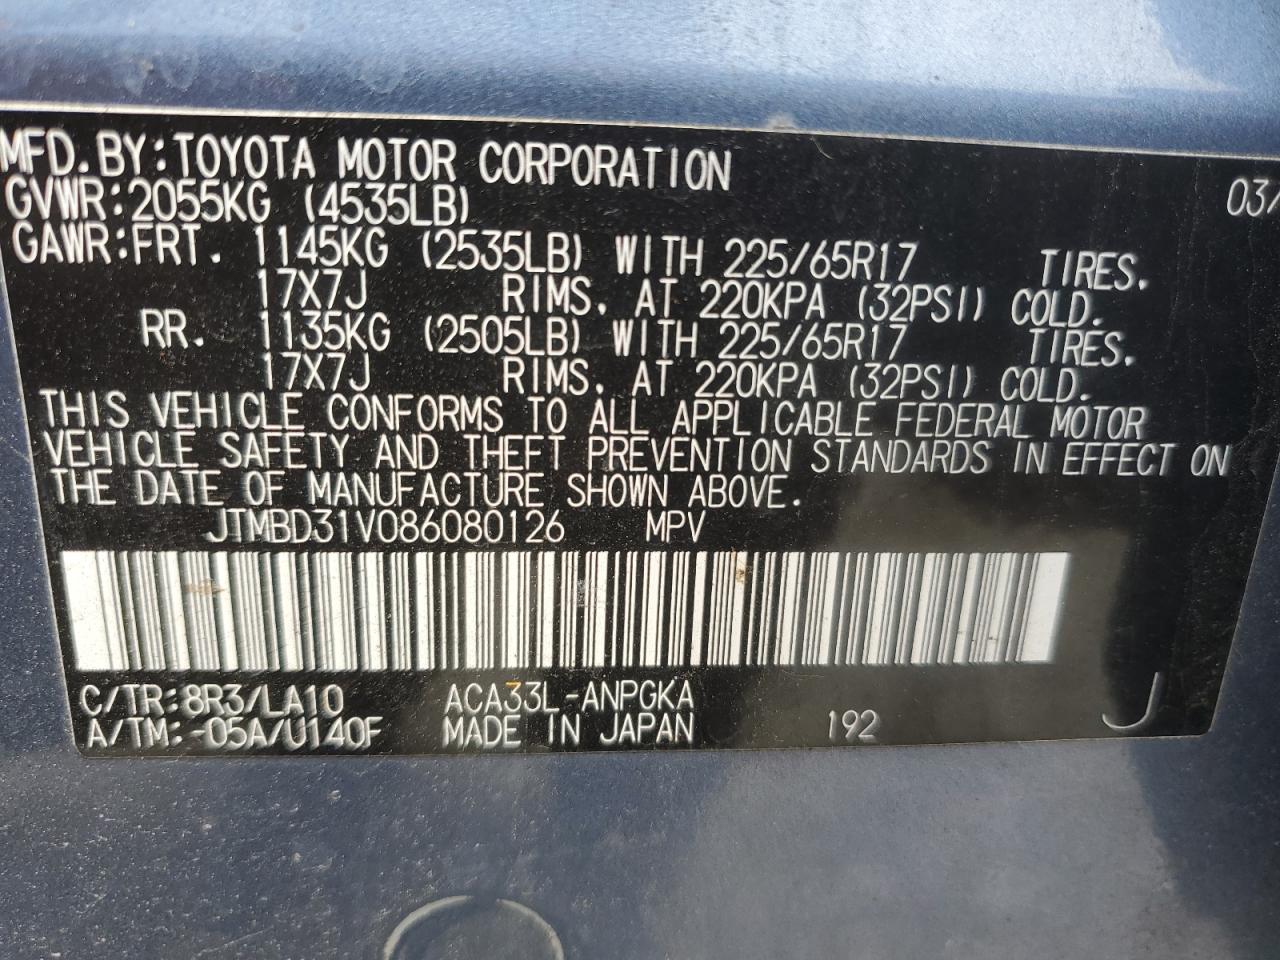 MFD.BY:TOYOTA MOTOR CORPORATION 03/
GVWR:2055KG (4535LB)
GAWR:FRT. 1145KG (2535LB) WITH 225/65R17 TIRES.
17X7J RIMS, AT 220KPA (32PSI) COLD.
RR. 1135KG (2505LB) WITH 225/65R17 TIRES.
17X7J RIMS, AT 220KPA (32PSI) COLD.
THIS VEHICLE CONFORMS TO ALL APPLICABLE FEDERAL MOTOR
VEHICLE SAFETY AND THEFT PREVENTION STANDARDS IN EFFECT ON
THE DATE OF MANUFACTURE SHOWN ABOVE.
JTMBD31V086080126 MPV
C/TR:8R3/LA10 ACA33L-ANPGKA
A/TM:-05A/U140F MADE IN JAPAN 192 J